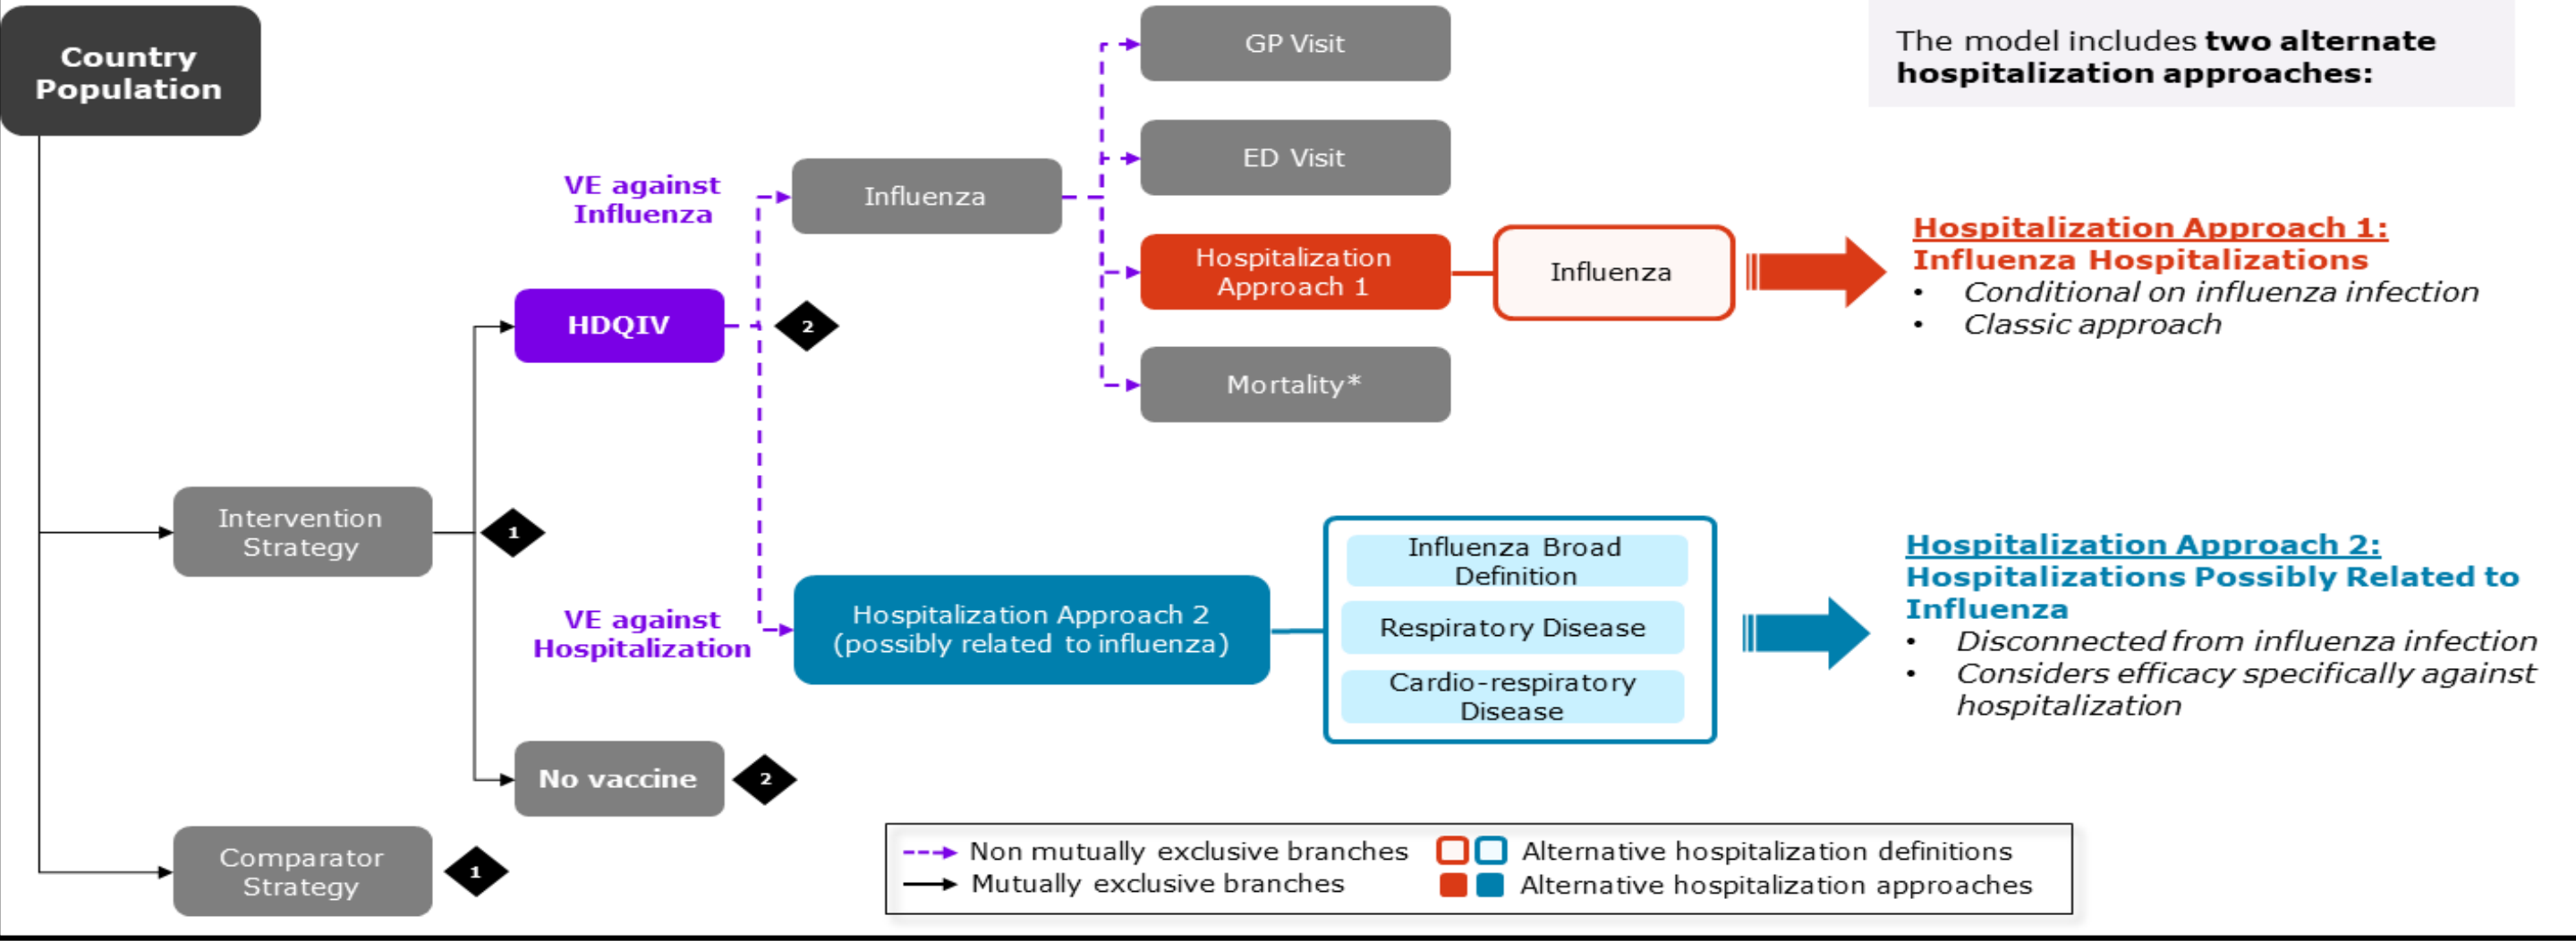 Country
Population
GP Visit
The model includes two alternate
hospitalization approaches:
ED Visit
VE against
Influenza
Influenza
Hospitalization
Approach 1
Influenza
Hospitalization Approach 1:
Influenza Hospitalizations
• Conditional on influenza infection
• Classic approach
HDQIV
2
Mortality*
Intervention
Strategy
1
VE against
Hospitalization
Hospitalization Approach 2
(possibly related to influenza)
Influenza Broad
Definition
Respiratory Disease
Cardio-respiratory
Disease
Hospitalization Approach 2:
Hospitalizations Possibly Related to
Influenza
• Disconnected from influenza infection
• Considers efficacy specifically against
hospitalization
No vaccine
2
Comparator
Strategy
1
Non mutually exclusive branches
Mutually exclusive branches
Alternative hospitalization definitions
Alternative hospitalization approaches